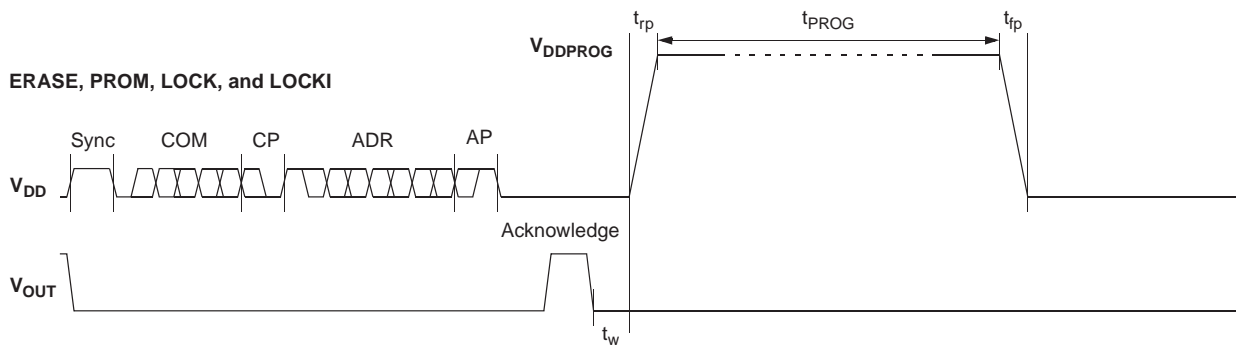 t_rp
t_PROG
t_fp
V_DDPROG
ERASE, PROM, LOCK, and LOCKI
Sync COM CP ADR AP
V_DD
Acknowledge
V_OUT
t_w